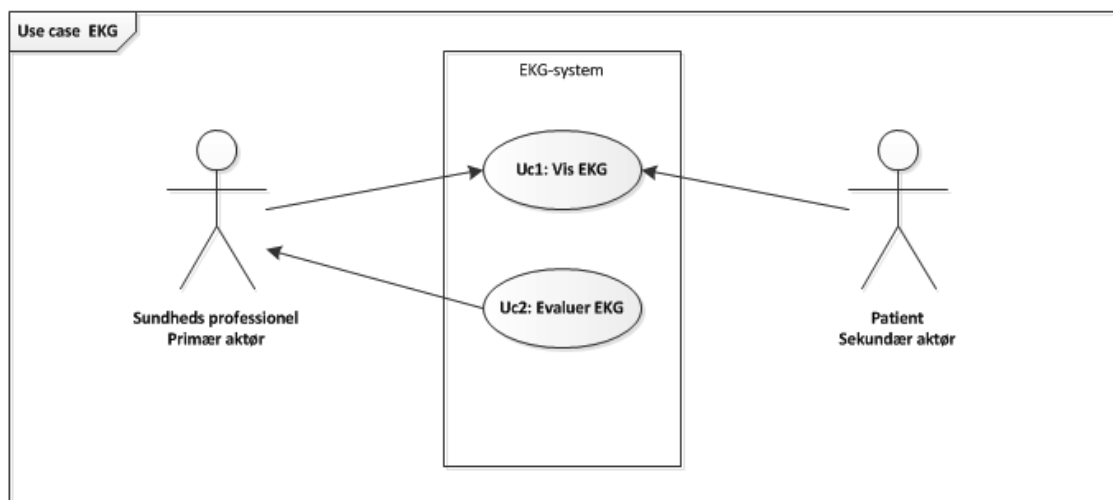 Use case EKG
EKG-system
Uc1: Vis EKG
Uc2: Evaluer EKG
Sundheds professionel
Primær aktør
Patient
Sekundær aktør